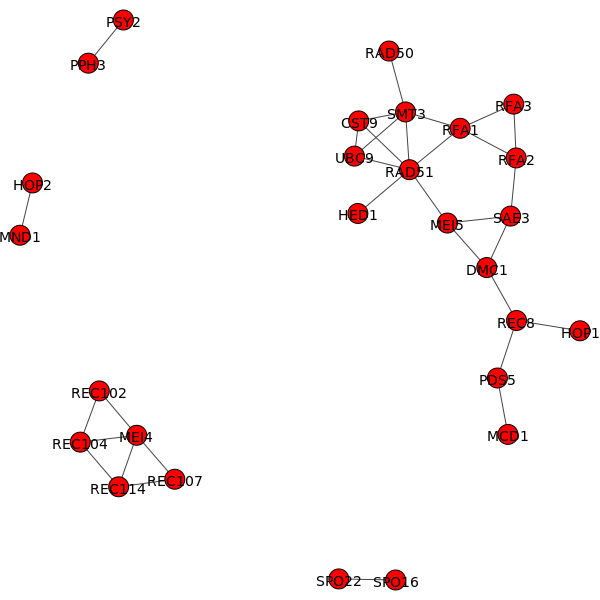 PSY2
RAD50
PPH3
RFA3
SMT3
CST9
RFA1
UBC9
RFA2
RAD51
HOP2
HED1
SAE3
MEI5
MND1
DMC1
REC8
HOP1
PDS5
REC102
MCD1
MEI4
REC104
REC107
REC114
SPO22
SPO16